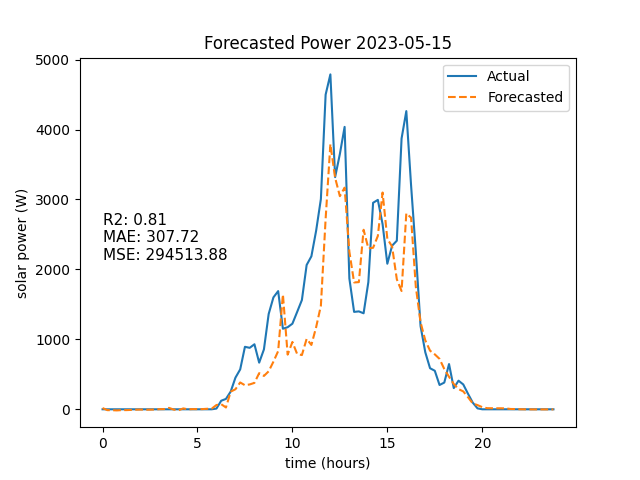 Forecasted Power 2023-05-15
5000
4000
3000
2000
1000
0
solar power (W)
Actual
Forecasted
R2: 0.81
MAE: 307.72
MSE: 294513.88
0 5 10 15 20
time (hours)